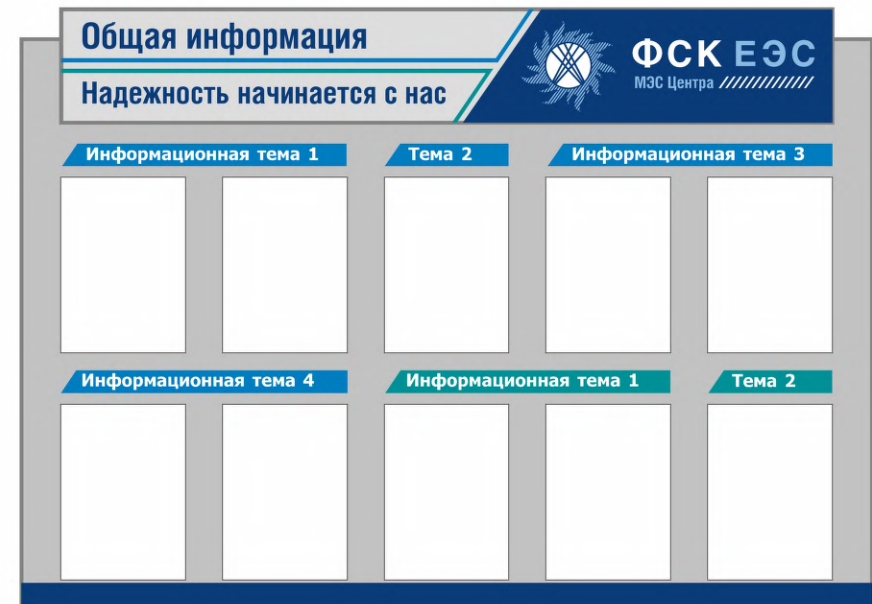 Общая информация
Надежность начинается с нас
ФСК ЕЭС
МЭС Центра /////////////
Информационная тема 1
Тема 2
Информационная тема 3
Информационная тема 4
Информационная тема 1
Тема 2